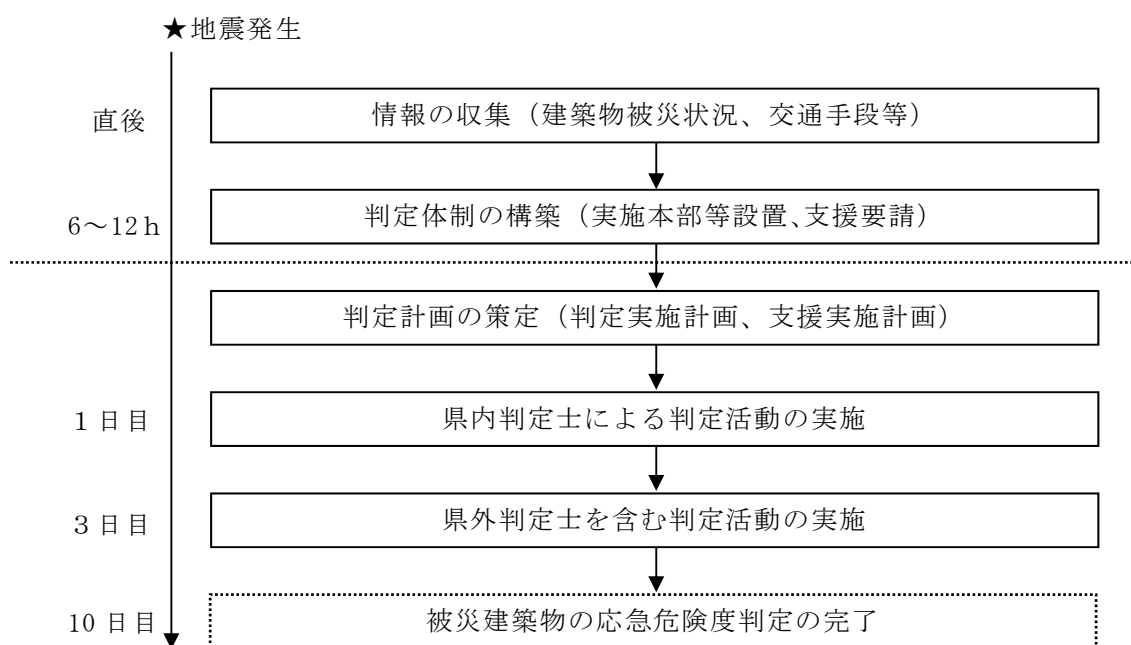 ★地震発生
直後
情報の収集（建築物被災状況、交通手段等）
6～12ｈ
判定体制の構築（実施本部等設置、支援要請）
判定計画の策定（判定実施計画、支援実施計画）
１日目
県内判定士による判定活動の実施
３日目
県外判定士を含む判定活動の実施
10日目
被災建築物の応急危険度判定の完了